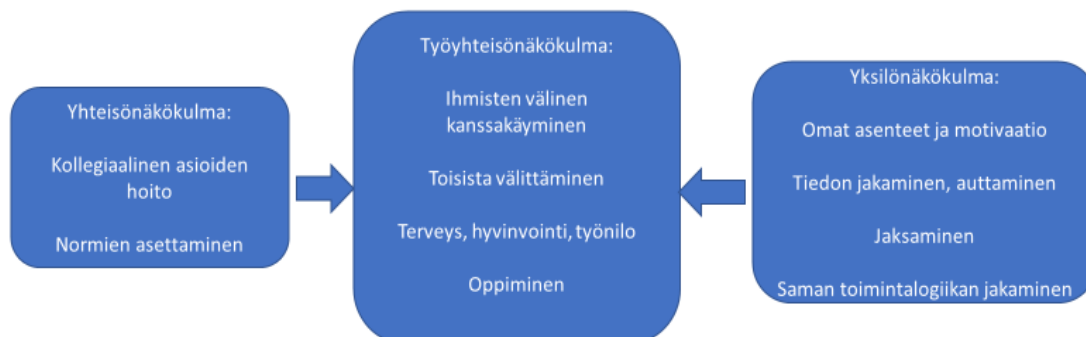 Yhteisönäkökulma:
Kollegiaalinen asioiden
hoito
Normien asettaminen
Työyhteisönäkökulma:
Ihmisten välinen
kanssakäyminen
Toisista välittäminen
Terveys, hyvinvointi, työnilo
Oppiminen
Yksilönäkökulma:
Omat asenteet ja motivaatio
Tiedon jakaminen, auttaminen
Jaksaminen
Saman toimintalogiikan jakaminen